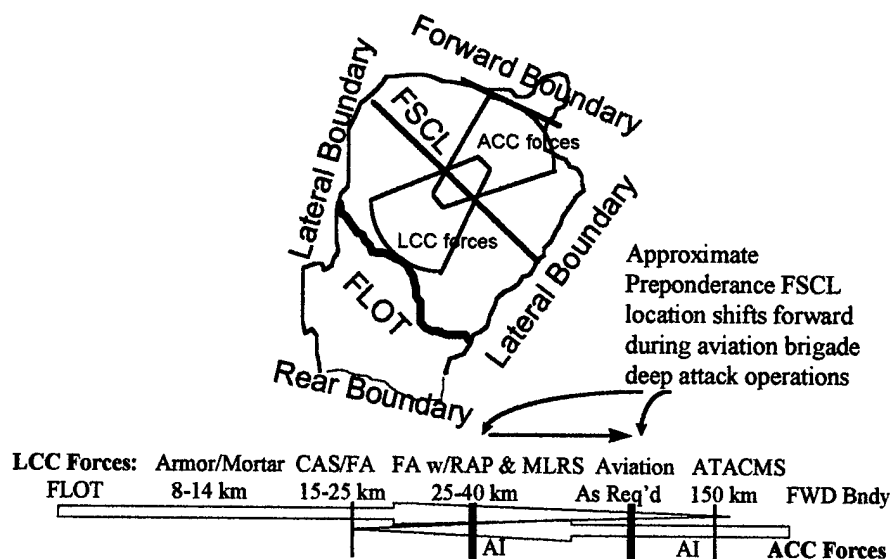 Forward Boundary
FSCL
ACC forces
Lateral Boundary
LCC forces
FLOT
Lateral Boundary
Rear Boundary
Approximate
Preponderance FSCL
location shifts forward
during aviation brigade
deep attack operations
LCC Forces: Armor/Mortar CAS/FA FA w/RAP & MLRS Aviation ATACMS
FLOT 8-14 km 15-25 km 25-40 km As Req'd 150 km FWD Bndy
AI AI ACC Forces